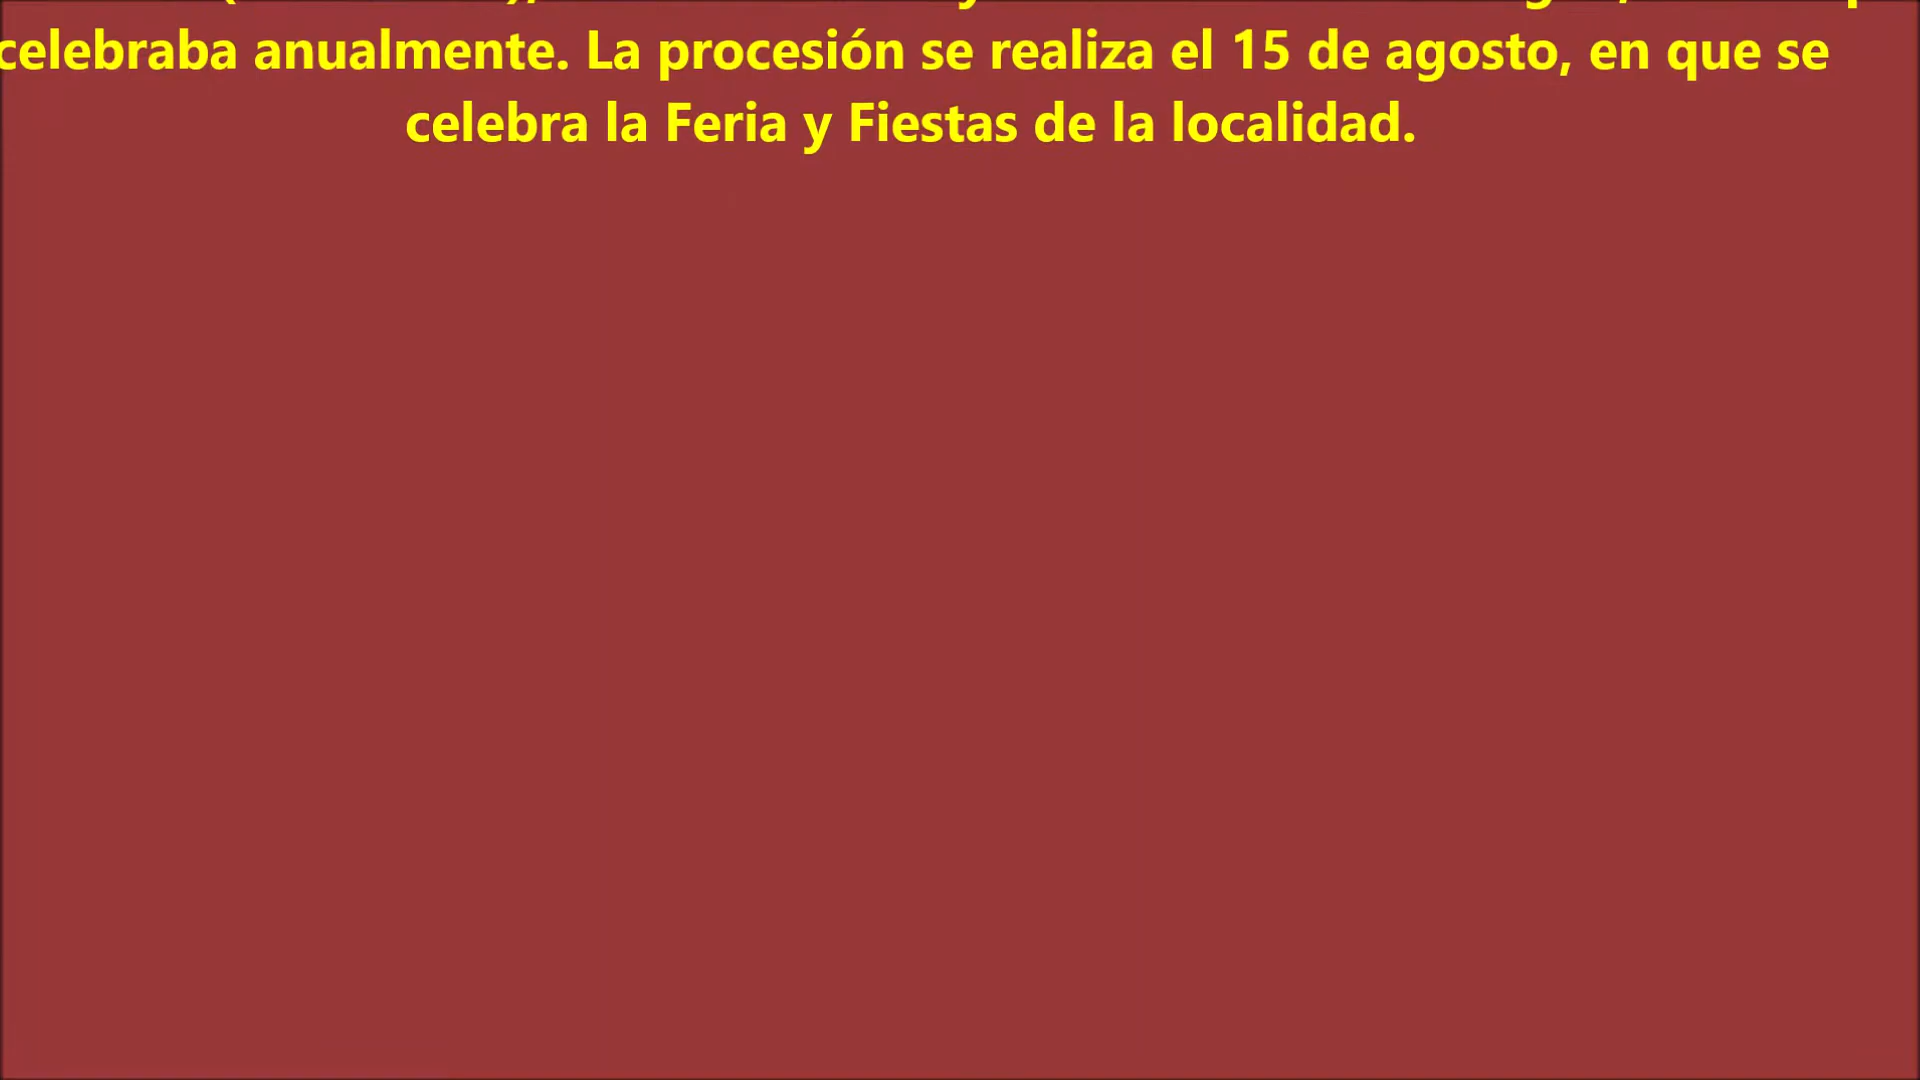 celebraba anualmente. La procesión se realiza el 15 de agosto, en que se
celebra la Feria y Fiestas de la localidad.